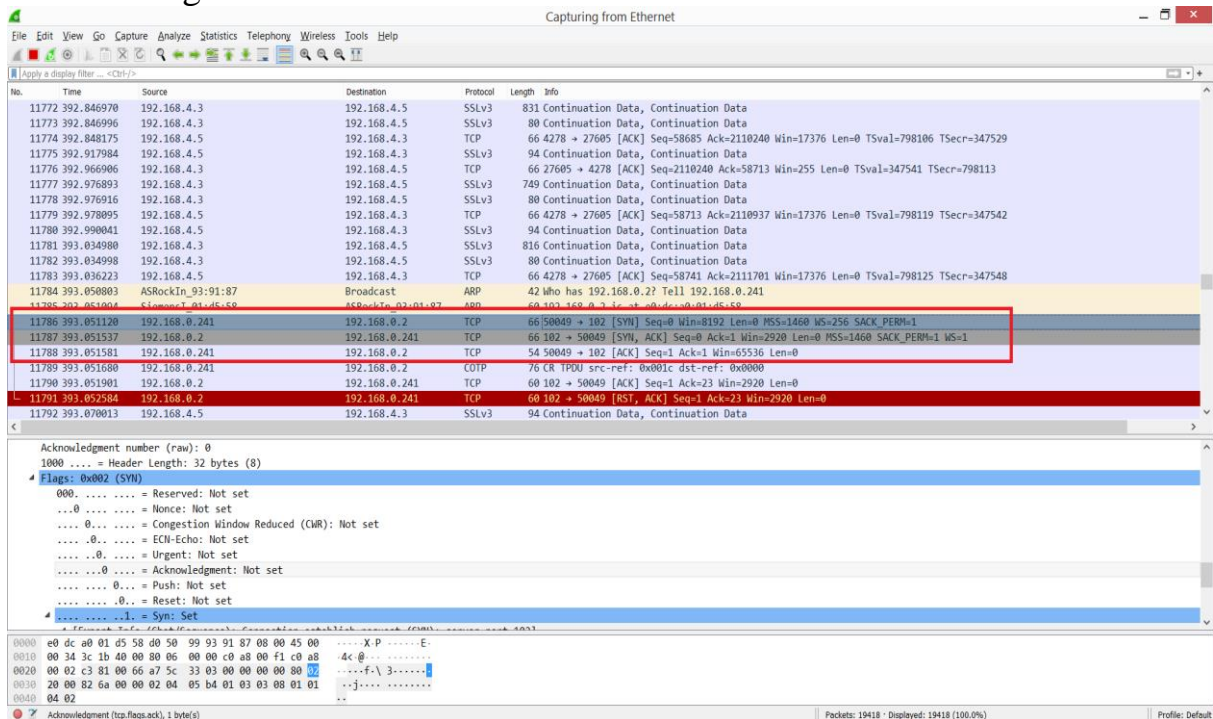 Capturing from Ethernet
File Edit View Go Capture Analyze Statistics Telephony Wireless Tools Help
Apply a display filter ... <Ctrl-/>
No. Time Source Destination Protocol Length Info
11772 392.846970 192.168.4.3 192.168.4.5 SSLv3 831 Continuation Data, Continuation Data
11773 392.846996 192.168.4.3 192.168.4.5 SSLv3 80 Continuation Data, Continuation Data
11774 392.848175 192.168.4.5 192.168.4.3 TCP 66 4278 → 27605 [ACK] Seq=58685 Ack=2110240 Win=17376 Len=0 TSval=798106 TSecr=347529
11775 392.917984 192.168.4.5 192.168.4.3 SSLv3 94 Continuation Data, Continuation Data
11776 392.966906 192.168.4.3 192.168.4.5 TCP 66 27605 → 4278 [ACK] Seq=2110240 Ack=58713 Win=255 Len=0 TSval=347541 TSecr=798113
11777 392.976893 192.168.4.3 192.168.4.5 SSLv3 749 Continuation Data, Continuation Data
11778 392.976916 192.168.4.3 192.168.4.5 SSLv3 80 Continuation Data, Continuation Data
11779 392.978095 192.168.4.5 192.168.4.3 TCP 66 4278 → 27605 [ACK] Seq=58713 Ack=2110937 Win=17376 Len=0 TSval=798119 TSecr=347542
11780 392.990041 192.168.4.5 192.168.4.3 SSLv3 94 Continuation Data, Continuation Data
11781 393.034980 192.168.4.3 192.168.4.5 SSLv3 816 Continuation Data, Continuation Data
11782 393.034998 192.168.4.3 192.168.4.5 SSLv3 80 Continuation Data, Continuation Data
11783 393.036223 192.168.4.5 192.168.4.3 TCP 66 4278 → 27605 [ACK] Seq=58741 Ack=2111701 Win=17376 Len=0 TSval=798125 TSecr=347548
11784 393.050803 ASRockIn_93:91:87 Broadcast ARP 42 Who has 192.168.0.2? Tell 192.168.0.241
11785 393.051094 SiemensI_01:d5:58 ASRockIn_93:91:87 ARP 60 192.168.0.2 is at e0:dc:a0:01:d5:58
11786 393.051120 192.168.0.241 192.168.0.2 TCP 66 50049 → 102 [SYN] Seq=0 Win=8192 Len=0 MSS=1460 WS=256 SACK_PERM=1
11787 393.051537 192.168.0.2 192.168.0.241 TCP 66 102 → 50049 [SYN, ACK] Seq=0 Ack=1 Win=2920 Len=0 MSS=1460 SACK_PERM=1 WS=1
11788 393.051581 192.168.0.241 192.168.0.2 TCP 54 50049 → 102 [ACK] Seq=1 Ack=1 Win=65536 Len=0
11789 393.051680 192.168.0.241 192.168.0.2 COTP 76 CR TPDU src-ref: 0x001c dst-ref: 0x0000
11790 393.051901 192.168.0.2 192.168.0.241 TCP 60 102 → 50049 [ACK] Seq=1 Ack=23 Win=2920 Len=0
11791 393.052584 192.168.0.2 192.168.0.241 TCP 60 102 → 50049 [RST, ACK] Seq=1 Ack=23 Win=2920 Len=0
11792 393.070013 192.168.4.5 192.168.4.3 SSLv3 94 Continuation Data, Continuation Data
Acknowledgment number (raw): 0
1000 .... = Header Length: 32 bytes (8)
Flags: 0x002 (SYN)
000. .... .... = Reserved: Not set
...0 .... .... = Nonce: Not set
.... 0... .... = Congestion Window Reduced (CWR): Not set
.... .0.. .... = ECN-Echo: Not set
.... ..0. .... = Urgent: Not set
.... ...0 .... = Acknowledgment: Not set
.... .... 0... = Push: Not set
.... .... .0.. = Reset: Not set
.... .... ..1. = Syn: Set
0000 e0 dc a0 01 d5 58 d0 50 99 93 91 87 08 00 45 00 ·····X·P ······E·
0010 00 34 3c 1b 40 00 80 06 00 00 c0 a8 00 f1 c0 a8 ·4<·@··· ········
0020 00 02 c3 81 00 66 a7 5c 33 03 00 00 00 00 80 02 ·····f·\ 3·······
0030 20 00 82 6a 00 00 02 04 05 b4 01 03 03 08 01 01 ··j····· ········
0040 04 02 ··
Acknowledgment (tcp.flags.ack), 1 byte(s) Packets: 19418 · Displayed: 19418 (100.0%) Profile: Default